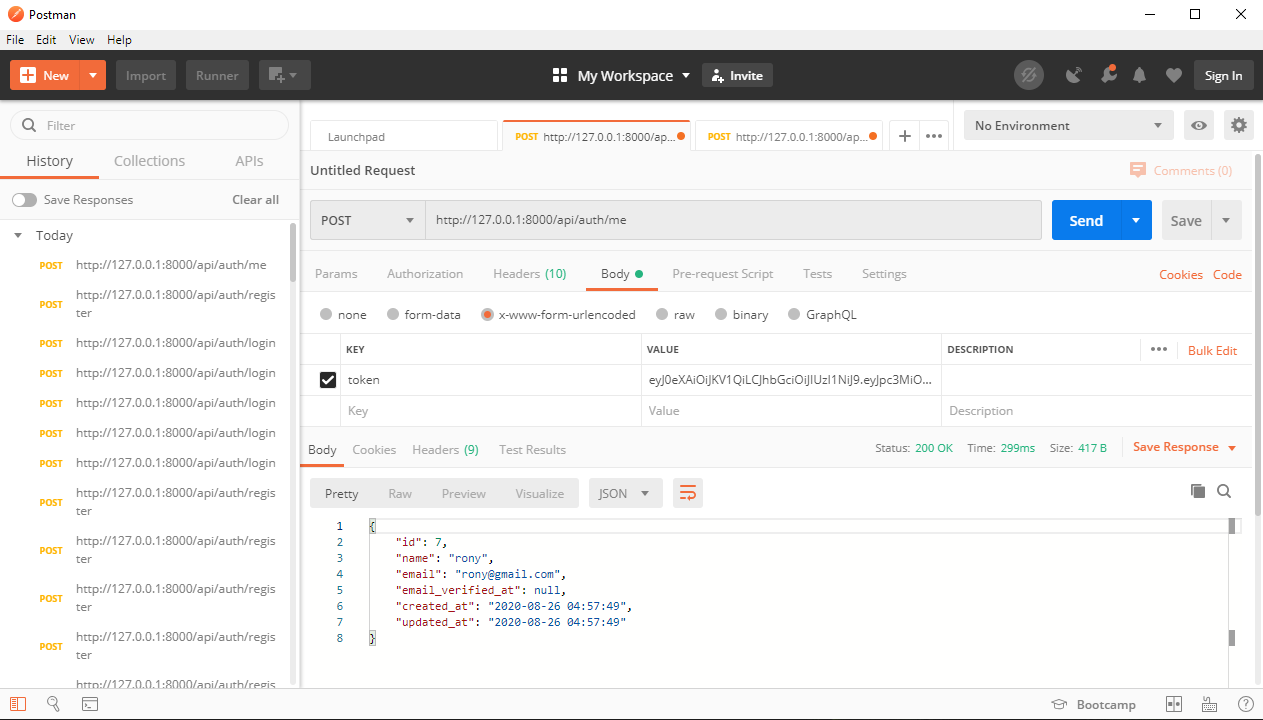 Postman
File Edit View Help
New Import Runner My Workspace Invite Sign In
Filter
History Collections APIs
Save Responses Clear all
Today
POST http://127.0.0.1:8000/api/auth/me
POST http://127.0.0.1:8000/api/auth/regis
ter
POST http://127.0.0.1:8000/api/auth/login
POST http://127.0.0.1:8000/api/auth/login
POST http://127.0.0.1:8000/api/auth/login
POST http://127.0.0.1:8000/api/auth/login
POST http://127.0.0.1:8000/api/auth/login
POST http://127.0.0.1:8000/api/auth/regis
ter
POST http://127.0.0.1:8000/api/auth/regis
ter
POST http://127.0.0.1:8000/api/auth/regis
ter
POST http://127.0.0.1:8000/api/auth/regis
ter
http://127.0.0.1:8000/api/auth/regis
Launchpad POST http://127.0.0.1:8000/ap... POST http://127.0.0.1:8000/ap... No Environment
Untitled Request Comments (0)
POST http://127.0.0.1:8000/api/auth/me Send Save
Params Authorization Headers (10) Body Pre-request Script Tests Settings Cookies Code
none form-data x-www-form-urlencoded raw binary GraphQL
KEY VALUE DESCRIPTION Bulk Edit
token eyJ0eXAiOiJKV1QiLCJhbGciOiJIUzI1NiJ9.eyJpc3MiO...
Key Value Description
Body Cookies Headers (9) Test Results Status: 200 OK Time: 299ms Size: 417 B Save Response
Pretty Raw Preview Visualize JSON
1 {
2 "id": 7,
3 "name": "rony",
4 "email": "rony@gmail.com",
5 "email_verified_at": null,
6 "created_at": "2020-08-26 04:57:49",
7 "updated_at": "2020-08-26 04:57:49"
8 }
Bootcamp